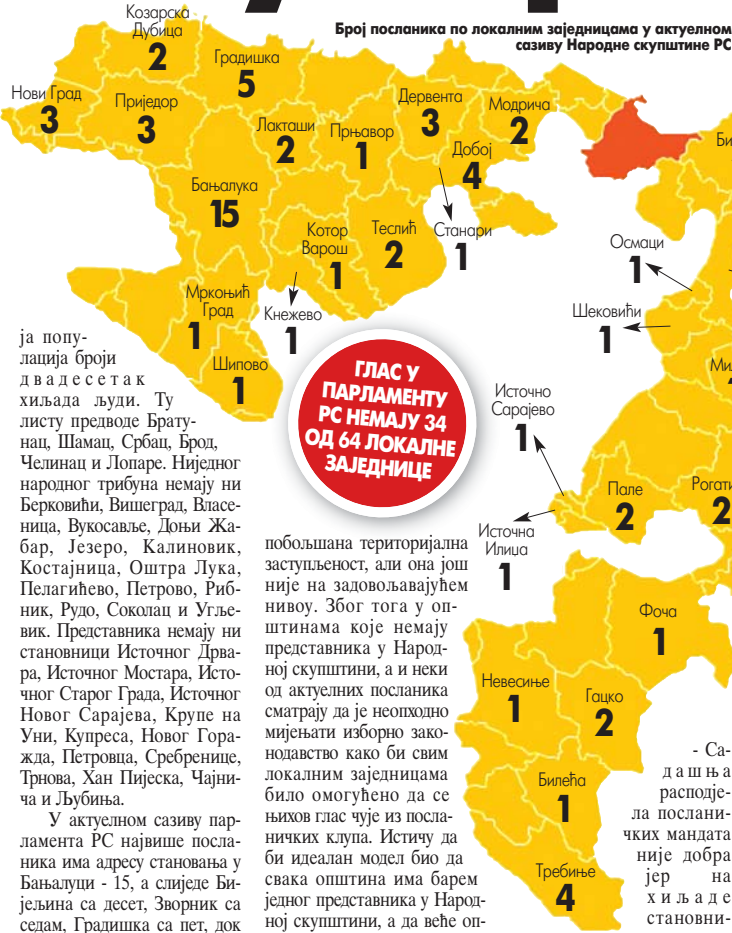 Број посланика по локалним заједницама у актуелном
сазиву Народне скупштине РС
Козарска
Дубица
2
Градишка
5
Нови Град
3
Приједор
3
Лакташи
2
Прњавор
1
Дервента
3
Модрича
2
Добој
4
Бањалука
15
Котор
Варош
1
Теслић
2
Станари
1
Осмаци
1
Мркоњић
Град
1
Кнежево
1
Шековићи
1
Шипово
1
Источно
Сарајево
1
Пале
2
2
Источна
Илиџа
1
Фоча
1
Невесиње
1
Гацко
2
Билећа
1
Требиње
4
ГЛАС У
ПАРЛАМЕНТУ
РС НЕМАЈУ 34
ОД 64 ЛОКАЛНЕ
ЗАЈЕДНИЦЕ
ја попу-
лација броји
двадесетак
хиљада људи. Ту
листу предводе Брату-
нац, Шамац, Србац, Брод,
Челинац и Лопаре. Ниједног
народног трибуна немају ни
Берковићи, Вишеград, Власе-
ница, Вукосавље, Доњи Жа-
бар, Језеро, Калиновик,
Костајница, Оштра Лука,
Пелагићево, Петрово, Риб-
ник, Рудо, Соколац и Угље-
вик. Представника немају ни
становници Источног Дрва-
ра, Источног Мостара, Исто-
чног Старог Града, Источног
Новог Сарајева, Крупе на
Уни, Купреса, Новог Гора-
жда, Петровца, Сребренице,
Трнова, Хан Пијеска, Чајни-
ча и Љубиња.
У актуелном сазиву пар-
ламента РС највише посла-
ника има адресу становања у
Бањалуци - 15, а слиједе Би-
јељина са десет, Зворник са
седам, Градишка са пет, док
побољшана територијална
заступљеност, али она још
није на задовољавајућем
нивоу. Због тога у оп-
штинама које немају
представника у Народ-
ној скупштини, а и неки
од актуелних посланика
сматрају да је неопходно
мијењати изборно зако-
нодавство како би свим
локалним заједницама
било омогућено да се
њихов глас чује из посла-
ничких клупа. Истичу да
би идеалан модел био да
свака општина има барем
једног представника у Народ-
ној скупштини, а да веће оп-
- Са-
дашња
расподје-
ла послани-
чких мандата
није добра
јер на
хиљаде
становни-